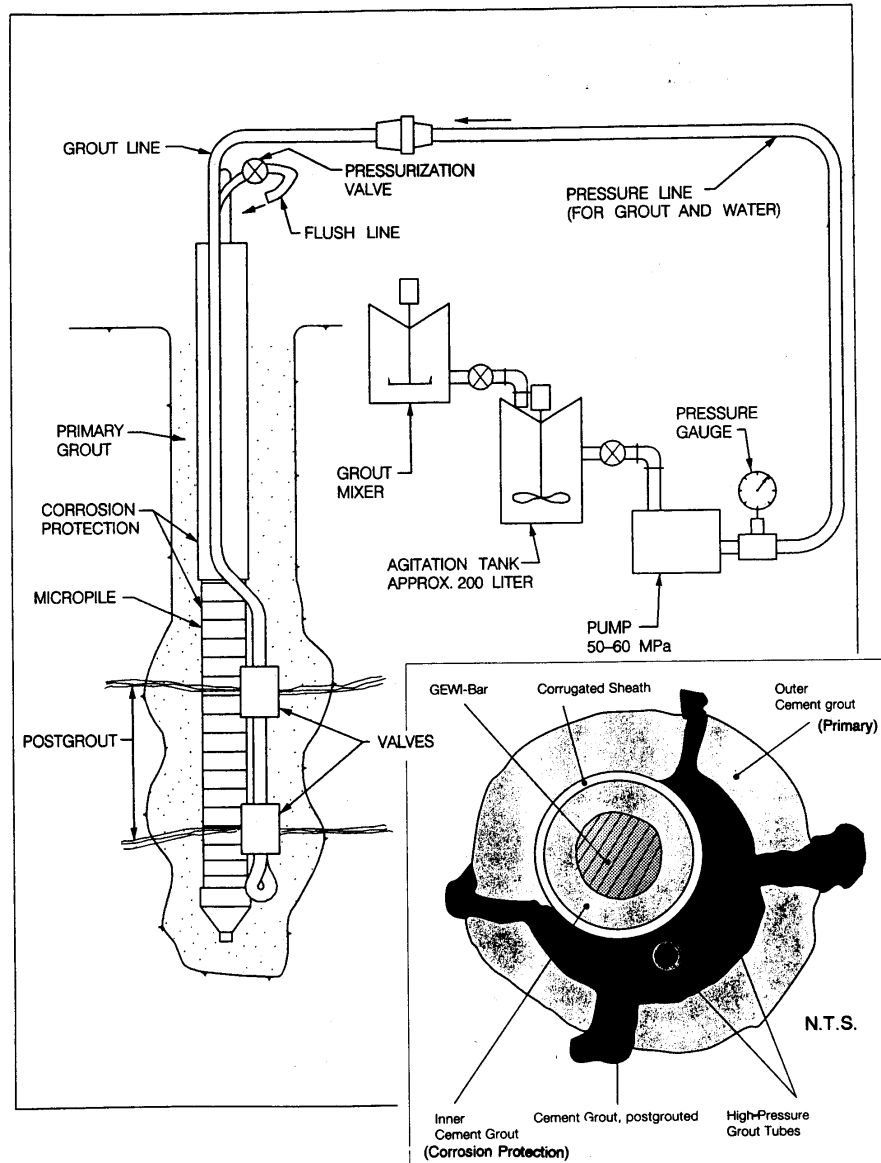 GROUT LINE
PRESSURIZATION
VALVE
FLUSH LINE
PRESSURE LINE
(FOR GROUT AND WATER)
PRIMARY
GROUT
GROUT
MIXER
PRESSURE
GAUGE
CORROSION
PROTECTION
AGITATION TANK
APPROX. 200 LITER
MICROPILE
PUMP
50–60 MPa
POSTGROUT
VALVES
GEWI-Bar
Corrugated Sheath
Outer
Cement grout
(Primary)
N.T.S.
Inner
Cement Grout
(Corrosion Protection)
Cement Grout, postgrouted
High-Pressure
Grout Tubes